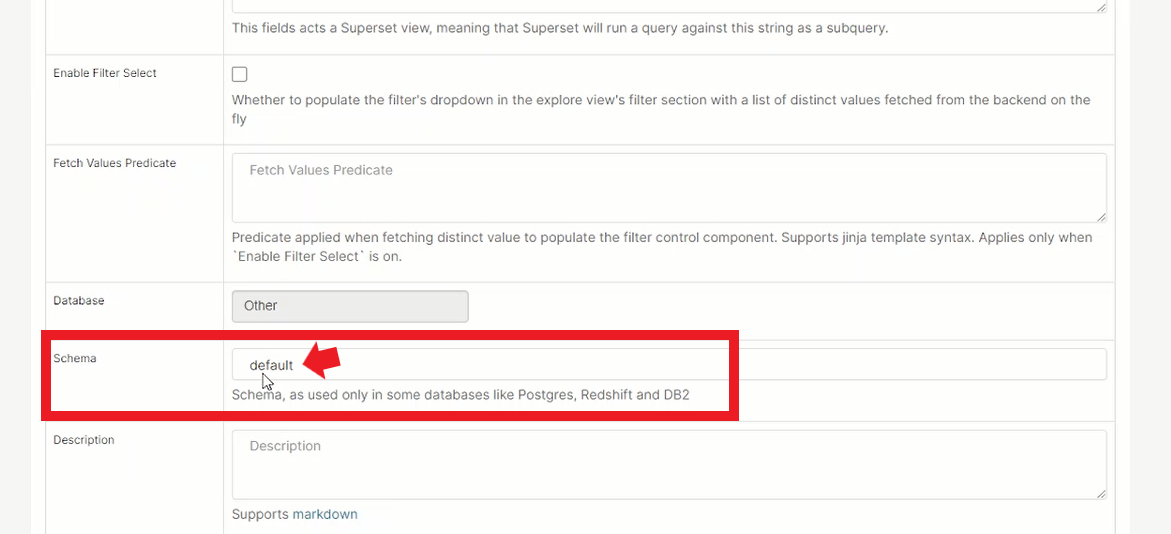 This fields acts a Superset view, meaning that Superset will run a query against this string as a subquery.
Enable Filter Select
Whether to populate the filter's dropdown in the explore view's filter section with a list of distinct values fetched from the backend on the
fly
Fetch Values Predicate
Fetch Values Predicate
Predicate applied when fetching distinct value to populate the filter control component. Supports jinja template syntax. Applies only when
`Enable Filter Select` is on.
Database
Other
Schema
default
Schema, as used only in some databases like Postgres, Redshift and DB2
Description
Description
Supports markdown